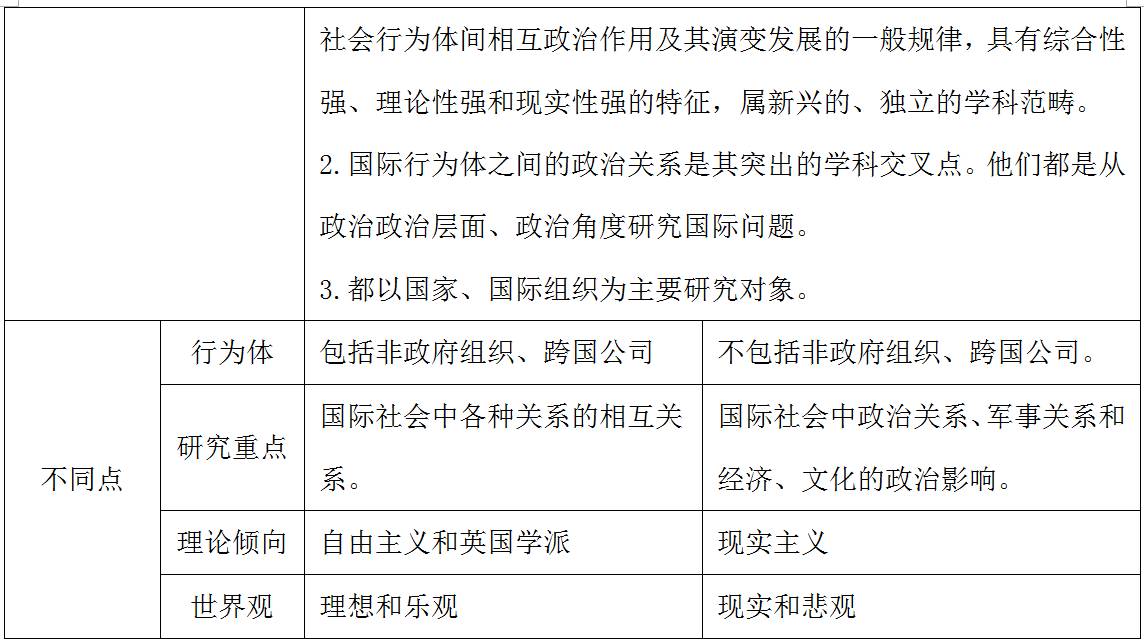 社会行为体间相互政治作用及其演变发展的一般规律，具有综合性
强、理论性强和现实性强的特征，属新兴的、独立的学科范畴。
2.国际行为体之间的政治关系是其突出的学科交叉点。他们都是从
政治政治层面、政治角度研究国际问题。
3.都以国家、国际组织为主要研究对象。
不同点
行为体
包括非政府组织、跨国公司
不包括非政府组织、跨国公司。
研究重点
国际社会中各种关系的相互关
系。
国际社会中政治关系、军事关系和
经济、文化的政治影响。
理论倾向
自由主义和英国学派
现实主义
世界观
理想和乐观
现实和悲观